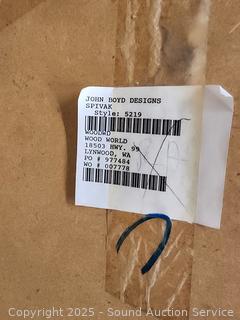 JOHN BOYD DESIGNS
SPIVAK
Style: 5219
WOODWD
WOOD WORLD
18503 HWY. 99
LYNWOOD, WA
PO # 977484
WO # 007778
Copyright 2025 - Sound Auction Service